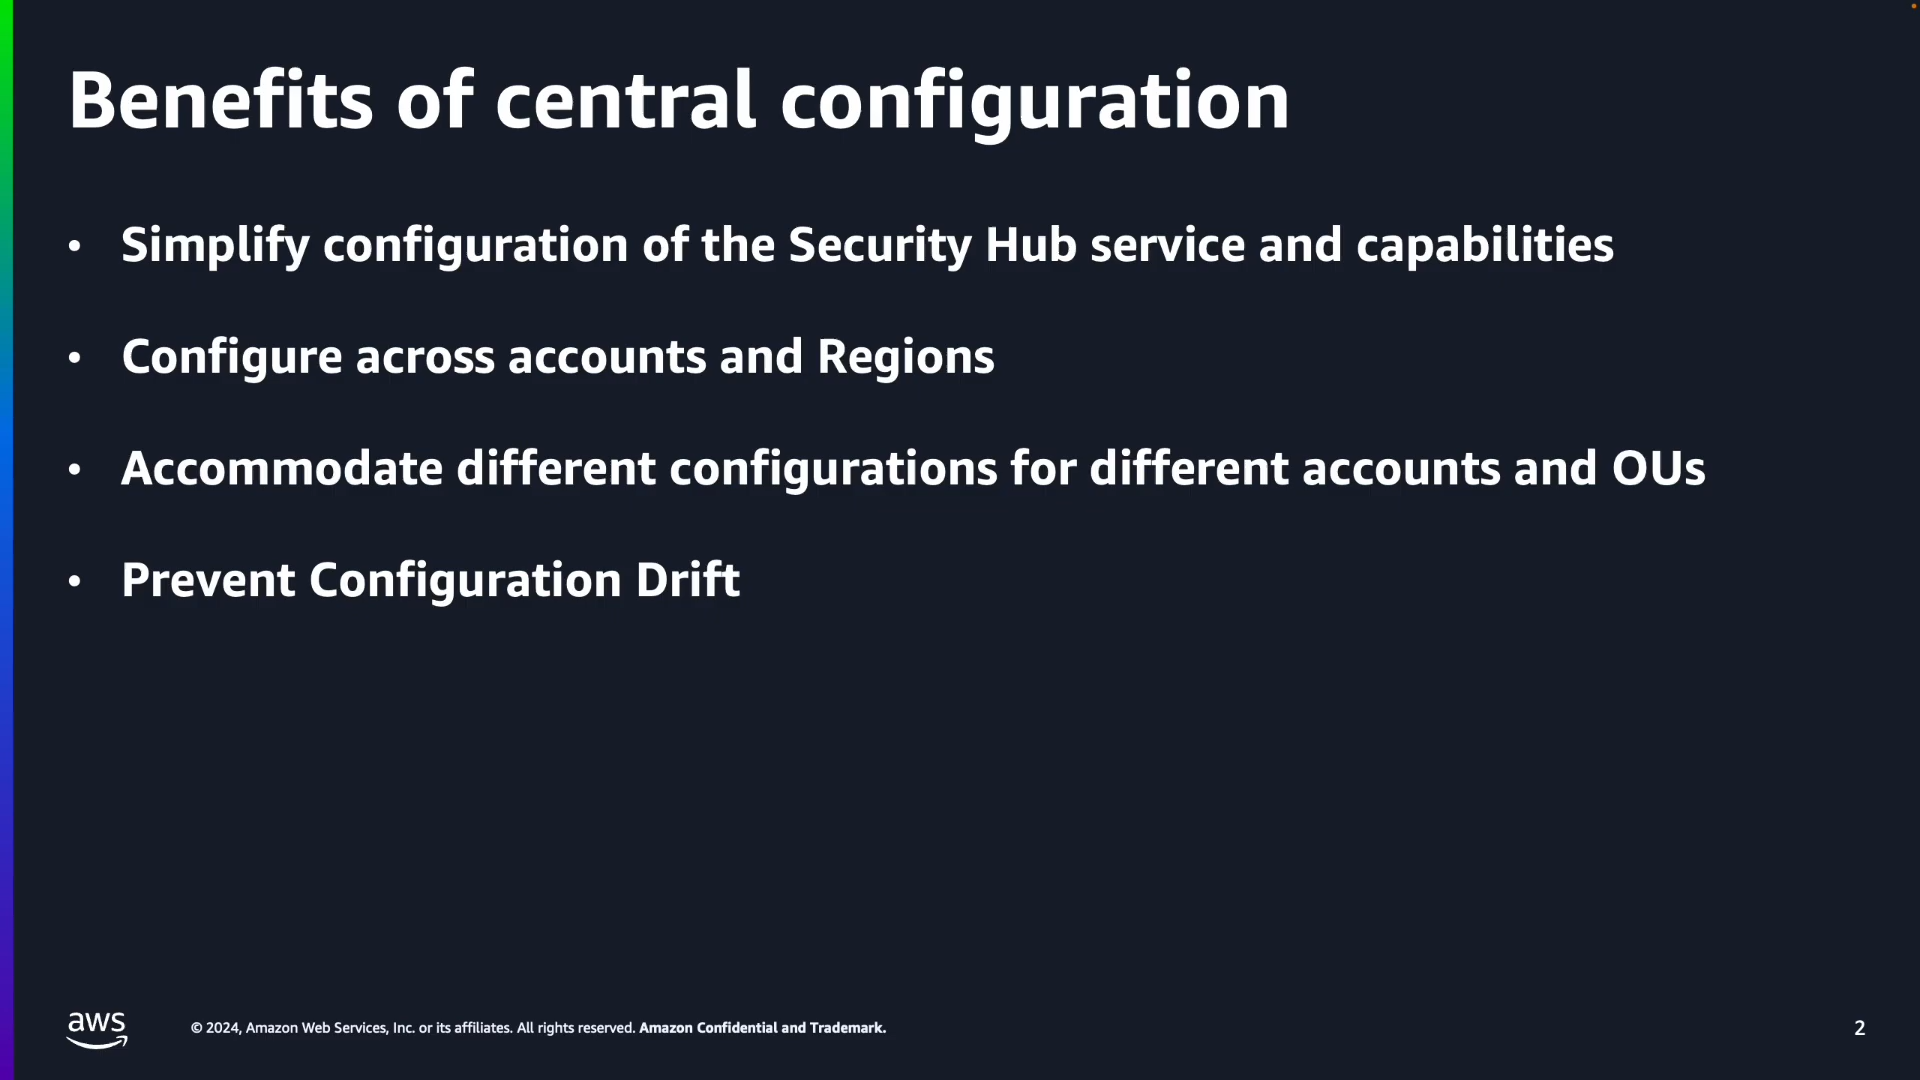 Benefits of central configuration
• Simplify configuration of the Security Hub service and capabilities
• Configure across accounts and Regions
• Accommodate different configurations for different accounts and OUs
• Prevent Configuration Drift
aws
© 2024, Amazon Web Services, Inc. or its affiliates. All rights reserved. Amazon Confidential and Trademark.
2